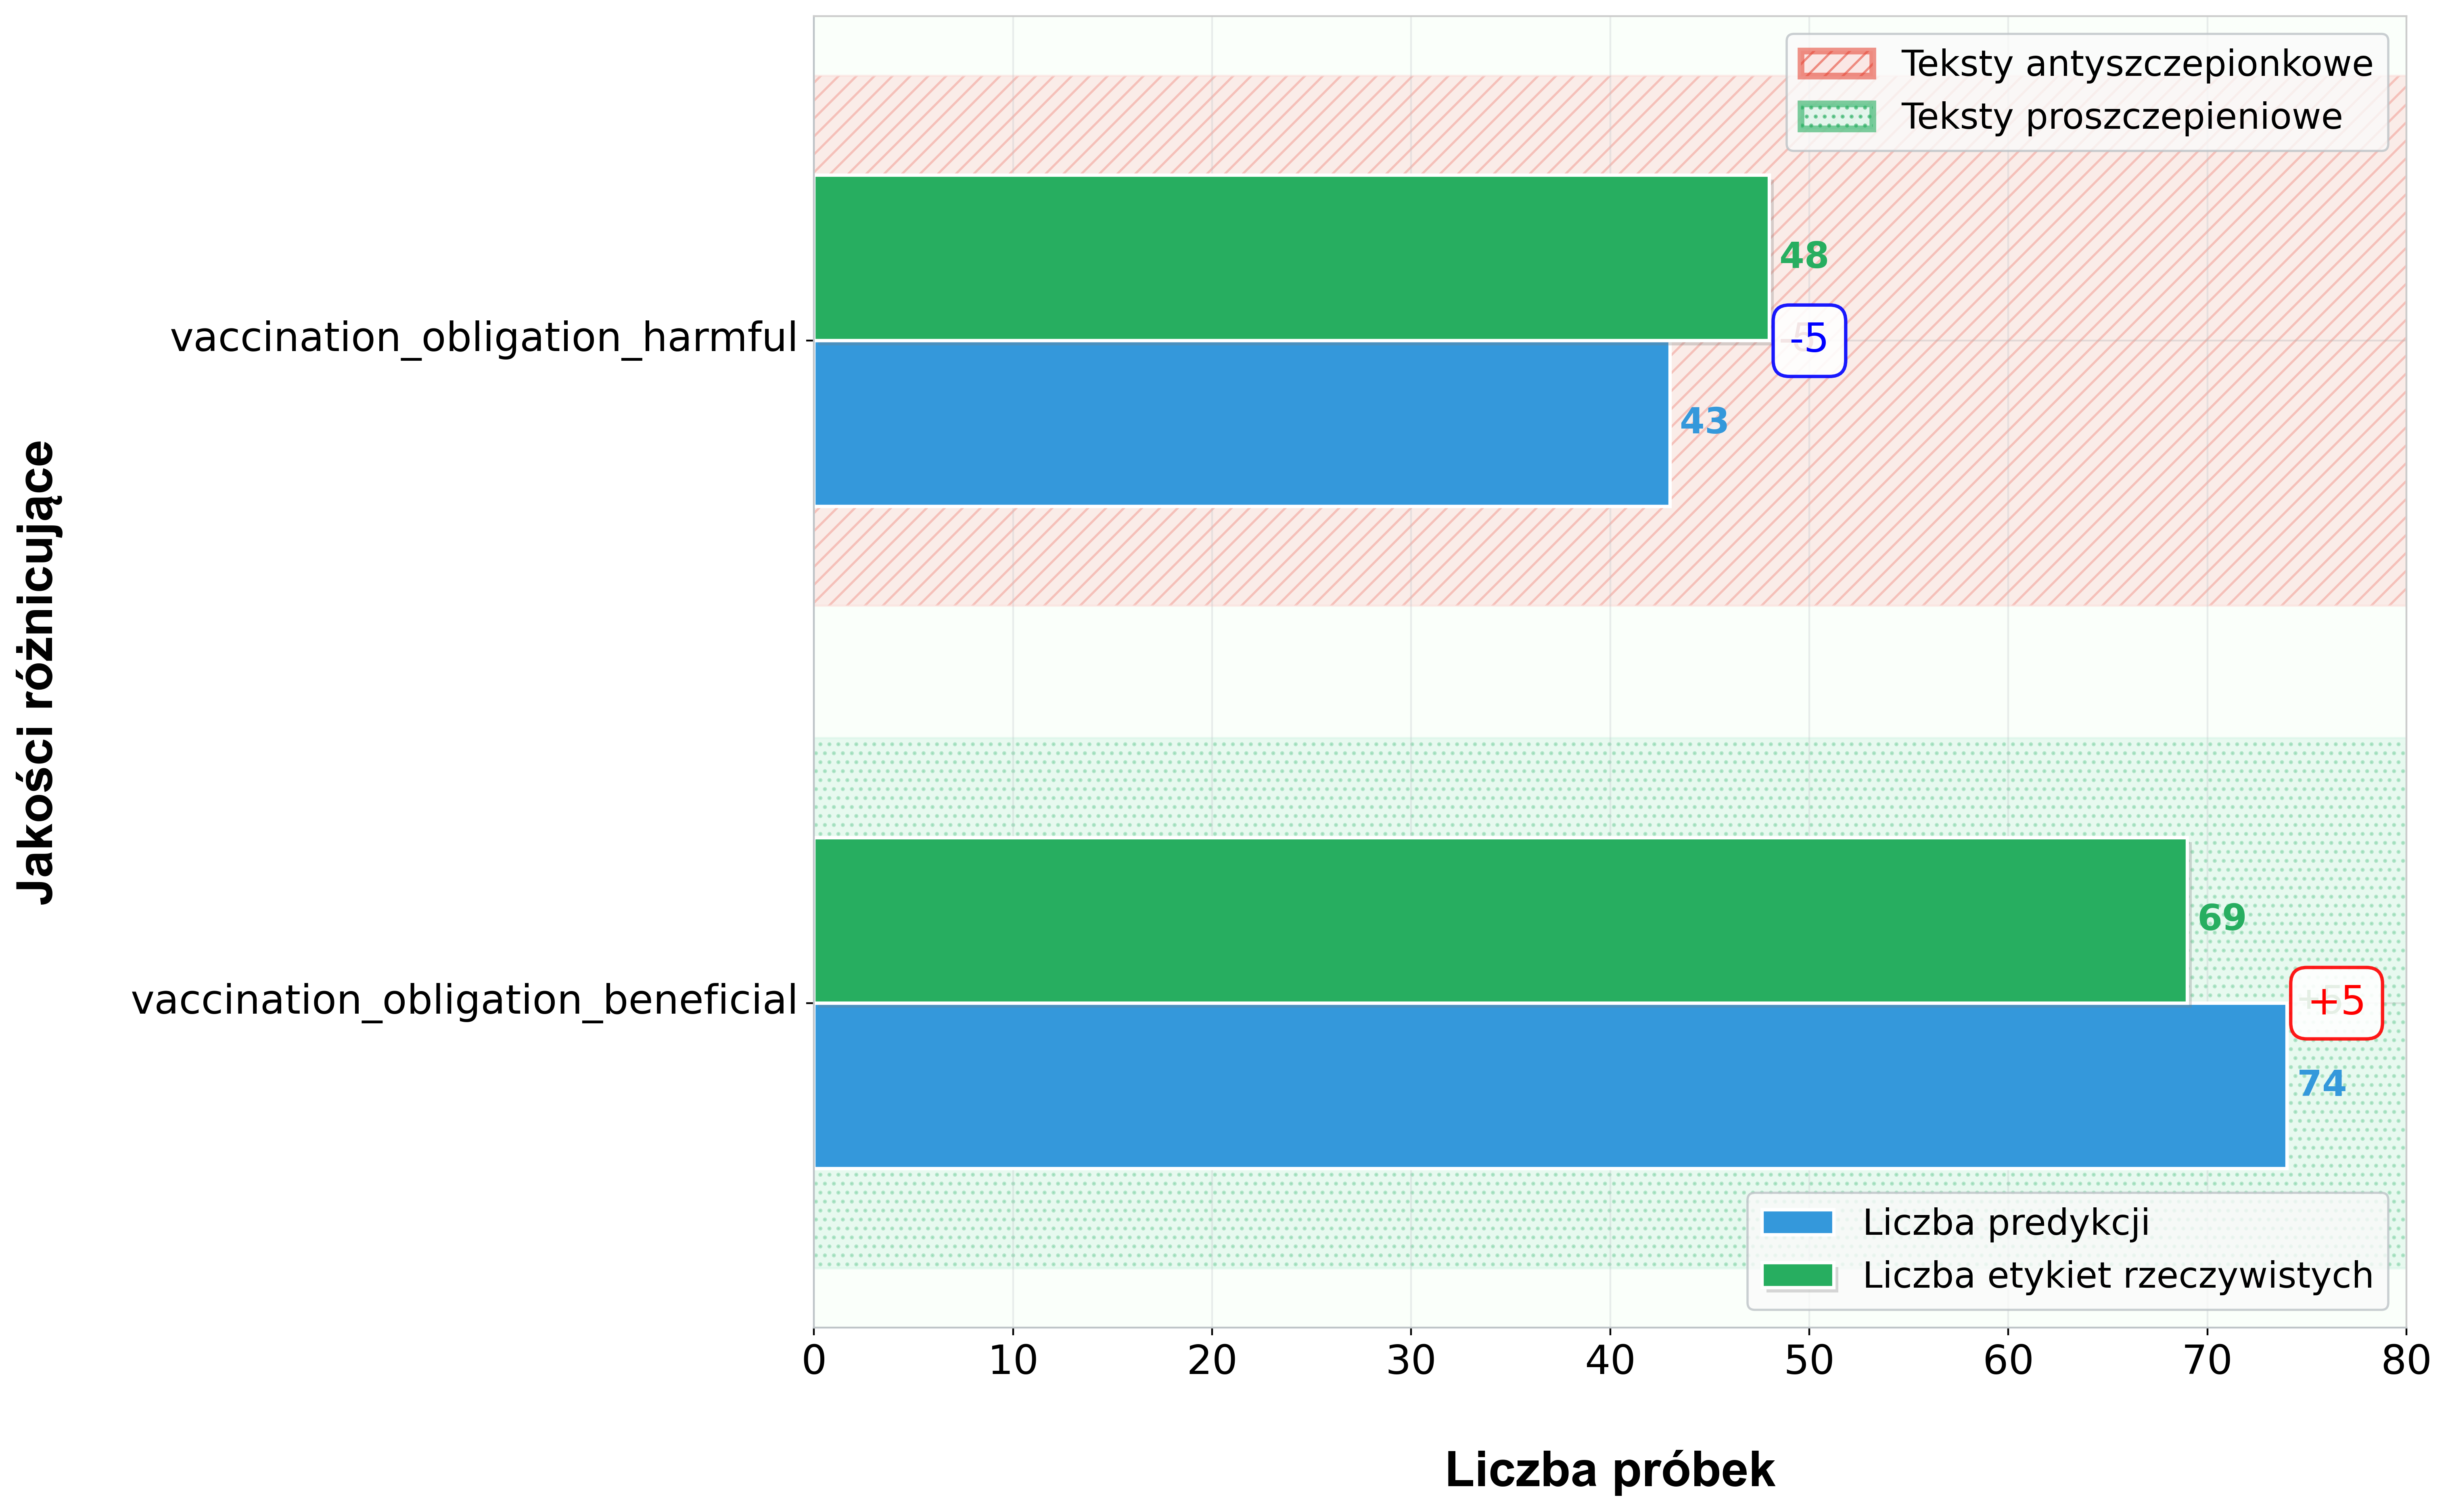 Teksty antyszczepionkowe
Teksty proszczepieniowe
48
vaccination_obligation_harmful
-5
43
Jakości różnicujące
69
vaccination_obligation_beneficial
+5
74
Liczba predykcji
Liczba etykiet rzeczywistych
0 10 20 30 40 50 60 70 80
Liczba próbek